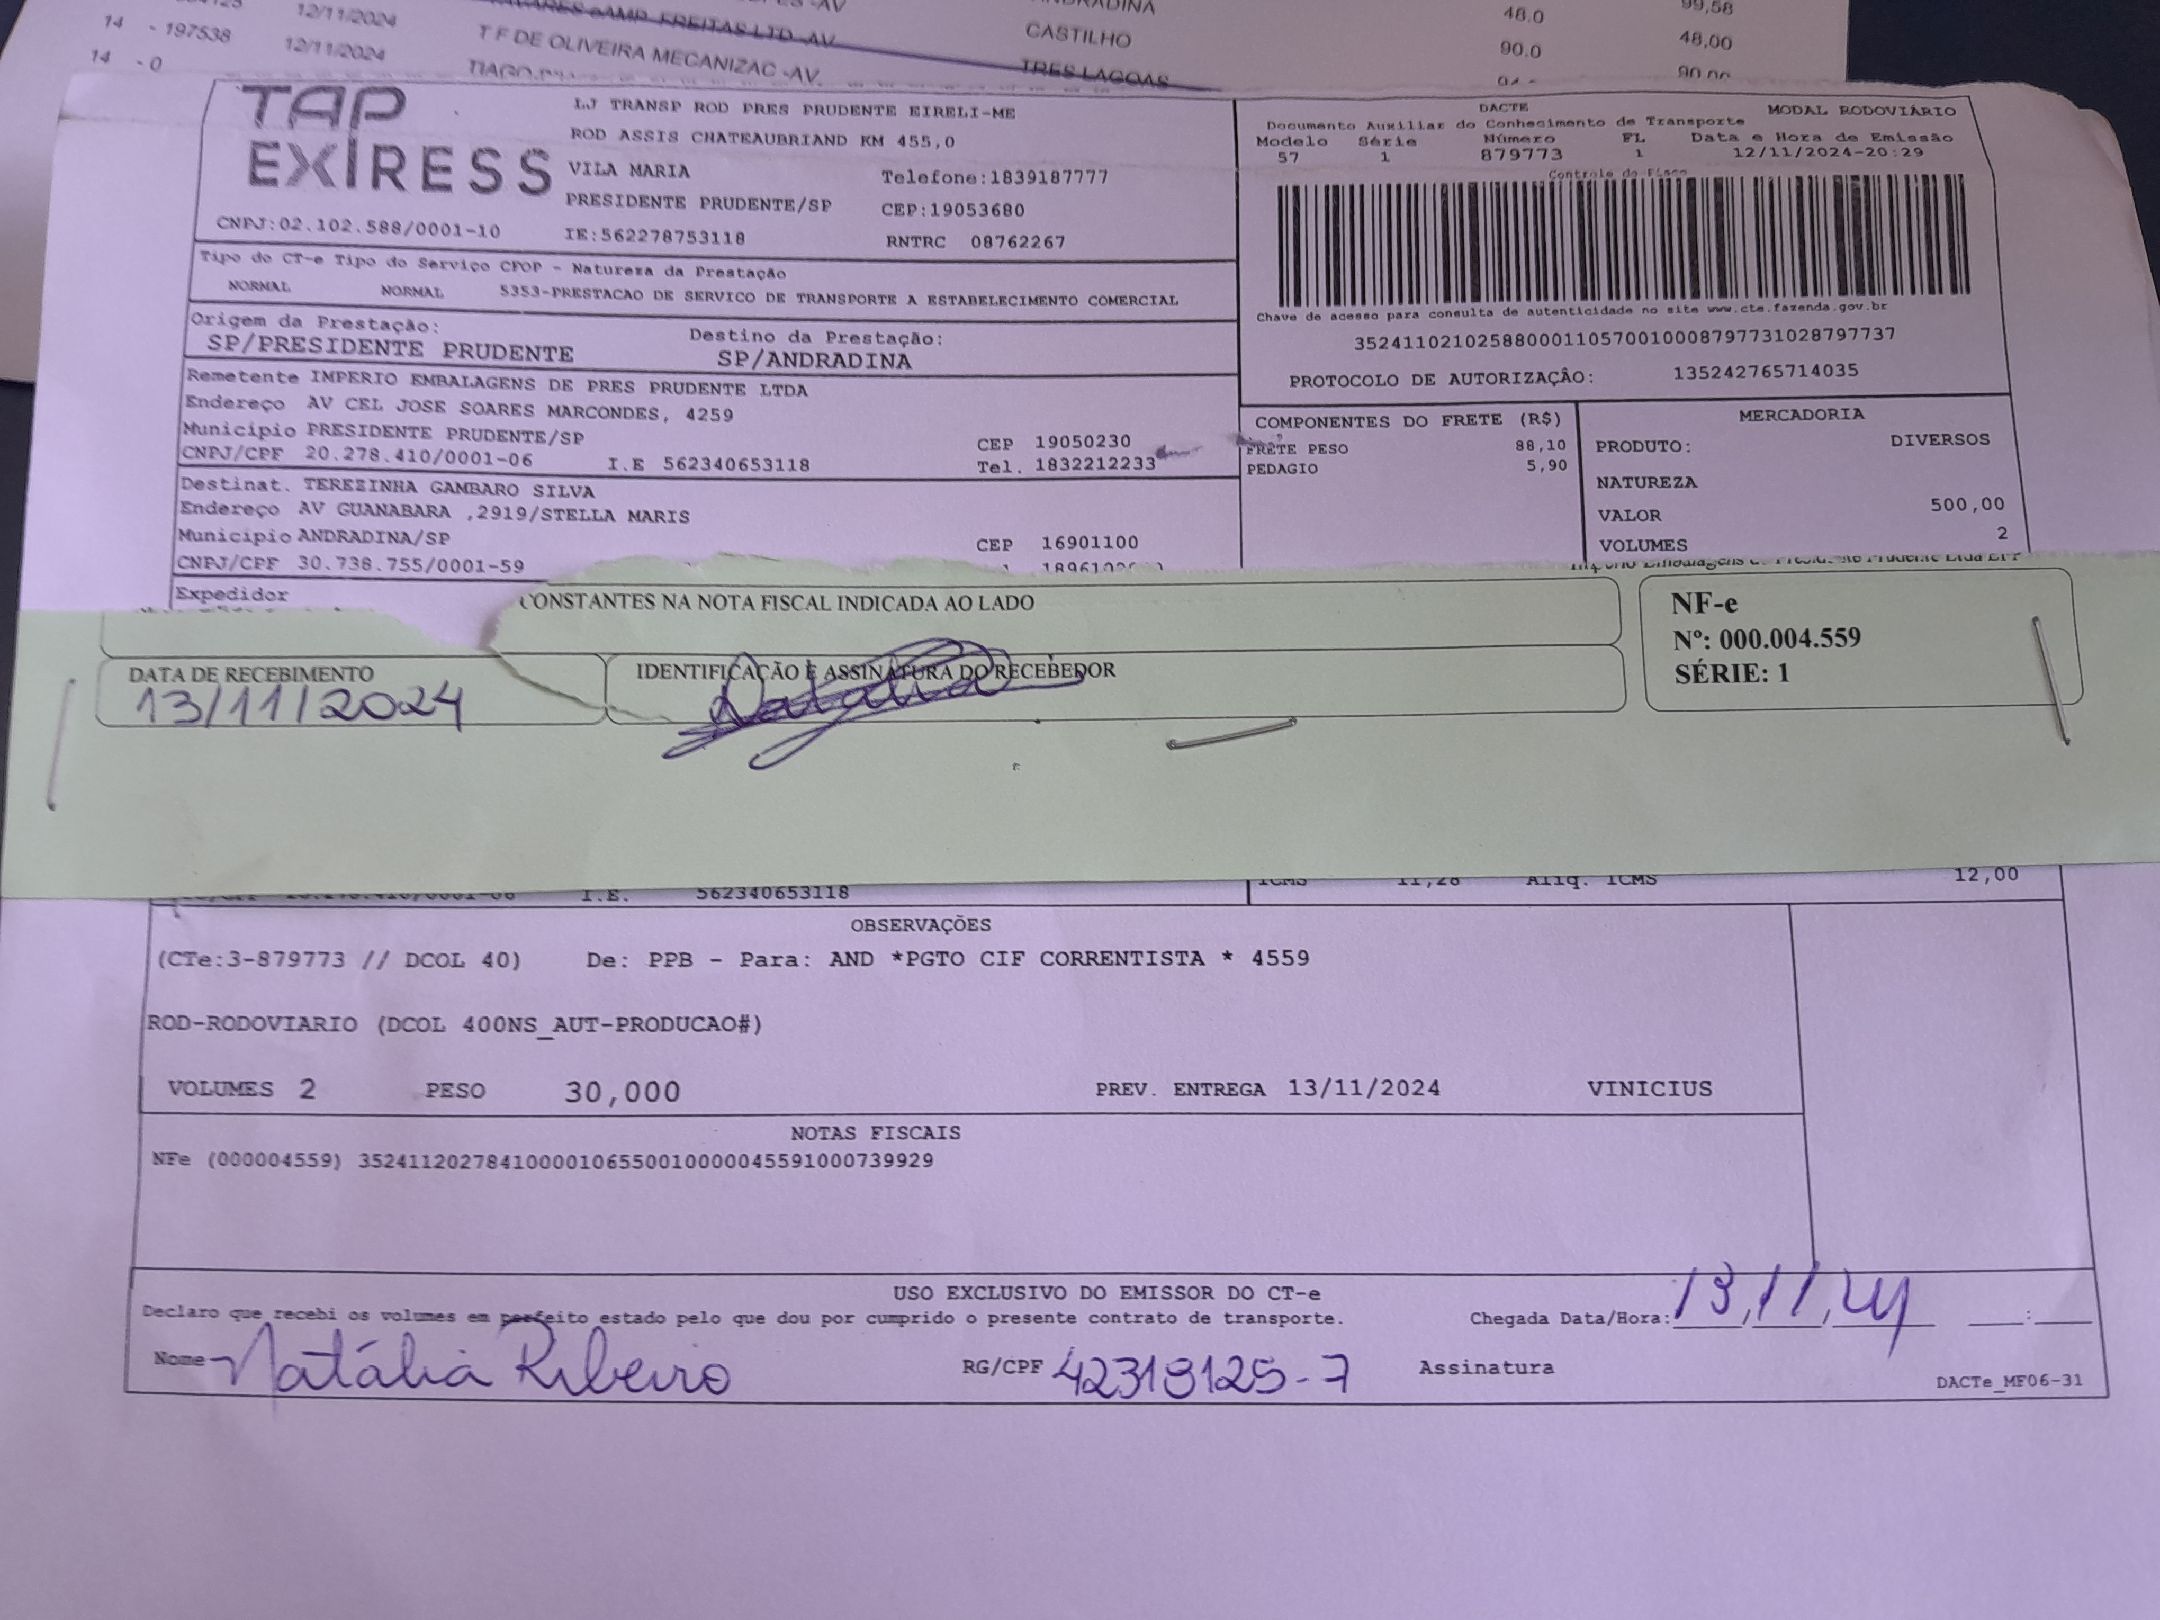 12/11/2024
48.0
99,58
14 - 197538
12/11/2024
T F DE OLIVEIRA MECANIZAC -AV
CASTILHO
90.0
48,00
14 - 0
TRES LAGOAS
TAP EXIRESS
LJ TRANSP ROD PRES PRUDENTE EIRELI-ME
ROD ASSIS CHATEAUBRIAND KM 455,0
VILA MARIA
Telefone:1839187777
PRESIDENTE PRUDENTE/SP
CEP:19053680
CNPJ:02.102.588/0001-10
IE:562278753118
RNTRC 08762267
DACTE
MODAL RODOVIÁRIO
Documento Auxiliar do Conhecimento de Transporte
Modelo Série Número FL Data e Hora de Emissão
57 1 879773 1 12/11/2024-20:29
Controle do Fisco
Chave de acesso para consulta de autenticidade no site www.cte.fazenda.gov.br
35241102102588000110570010008797731028797737
PROTOCOLO DE AUTORIZAÇÃO: 135242765714035
Tipo do CT-e Tipo do Serviço CFOP - Natureza da Prestação
NORMAL NORMAL 5353-PRESTACAO DE SERVICO DE TRANSPORTE A ESTABELECIMENTO COMERCIAL
Origem da Prestação: Destino da Prestação:
SP/PRESIDENTE PRUDENTE SP/ANDRADINA
Remetente IMPERIO EMBALAGENS DE PRES PRUDENTE LTDA
Endereço AV CEL JOSE SOARES MARCONDES, 4259
Município PRESIDENTE PRUDENTE/SP CEP 19050230
CNPJ/CPF 20.278.410/0001-06 I.E 562340653118 Tel. 1832212233
Destinat. TEREZINHA GAMBARO SILVA
Endereço AV GUANABARA ,2919/STELLA MARIS
Município ANDRADINA/SP CEP 16901100
CNPJ/CPF 30.738.755/0001-59
Expedidor
COMPONENTES DO FRETE (R$)
FRETE PESO 88,10
PEDAGIO 5,90
MERCADORIA
PRODUTO: DIVERSOS
NATUREZA
VALOR 500,00
VOLUMES 2
CONSTANTES NA NOTA FISCAL INDICADA AO LADO
DATA DE RECEBIMENTO
13/11/2024
IDENTIFICAÇÃO E ASSINATURA DO RECEBEDOR
Natália
NF-e
Nº: 000.004.559
SÉRIE: 1
I.E. 562340653118
ICMS 11,28 Aliq. ICMS 12,00
OBSERVAÇÕES
(CTe:3-879773 // DCOL 40) De: PPB - Para: AND *PGTO CIF CORRENTISTA * 4559
ROD-RODOVIARIO (DCOL 400NS_AUT-PRODUCAO#)
VOLUMES 2 PESO 30,000 PREV. ENTREGA 13/11/2024 VINICIUS
NOTAS FISCAIS
NFe (000004559) 35241120278410000106550010000045591000739929
USO EXCLUSIVO DO EMISSOR DO CT-e
Declaro que recebi os volumes em perfeito estado pelo que dou por cumprido o presente contrato de transporte.
Chegada Data/Hora: 13,11,24 __:__
Nome Natália Ribeiro RG/CPF 42319125-7 Assinatura
DACTe_MF06-31